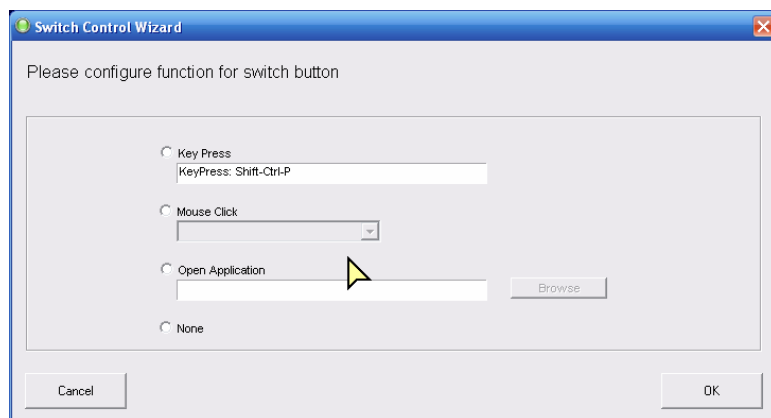 Switch Control Wizard
Please configure function for switch button
Key Press
KeyPress: Shift-Ctrl-P
Mouse Click
Open Application
Browse
None
Cancel
OK